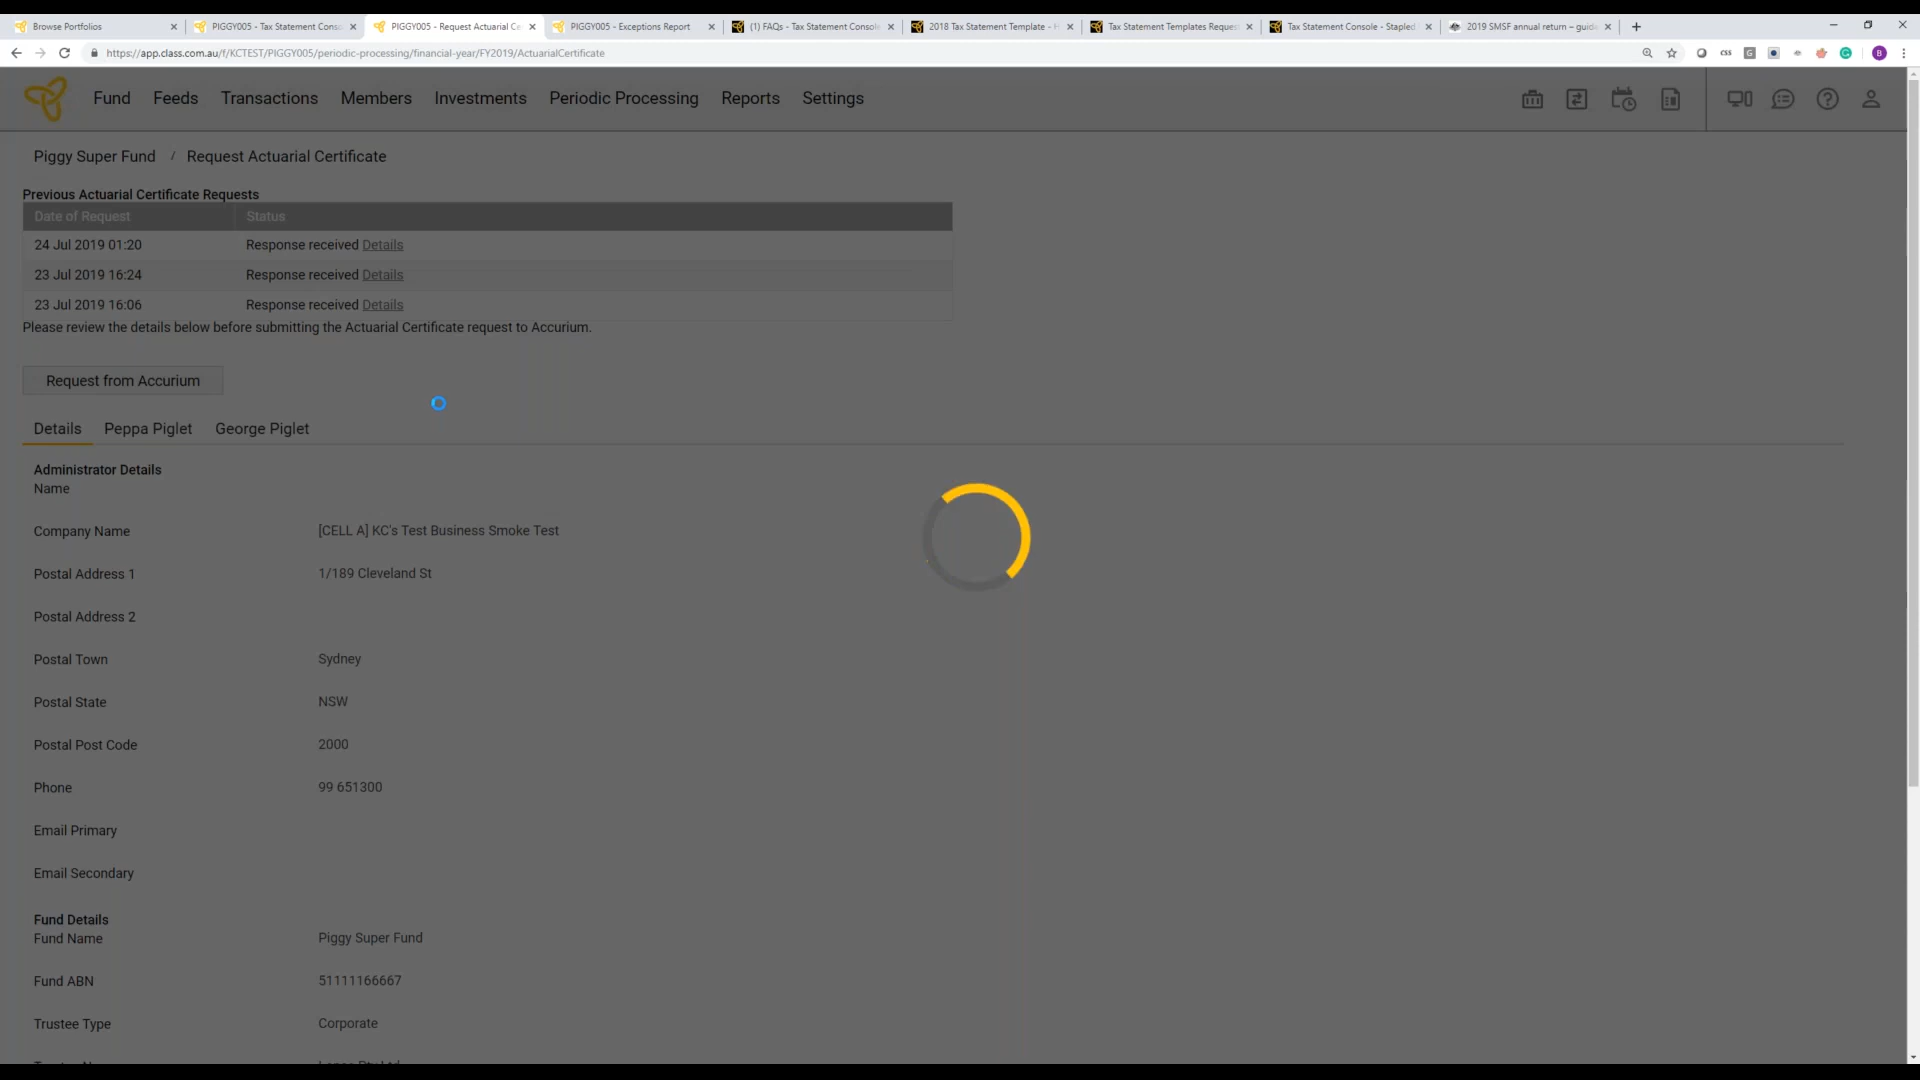 Browse Portfolios
PIGGY005 - Tax Statement Conso
PIGGY005 - Request Actuarial Ce
PIGGY005 - Exceptions Report
(1) FAQs - Tax Statement Console
2018 Tax Statement Template - H
Tax Statement Templates Reques
Tax Statement Console - Stapled
2019 SMSF annual return – guida
https://app.class.com.au/f/KCTEST/PIGGY005/periodic-processing/financial-year/FY2019/ActuarialCertificate
Fund
Feeds
Transactions
Members
Investments
Periodic Processing
Reports
Settings
Piggy Super Fund / Request Actuarial Certificate
Previous Actuarial Certificate Requests
Date of Request Status
24 Jul 2019 01:20 Response received Details
23 Jul 2019 16:24 Response received Details
23 Jul 2019 16:06 Response received Details
Please review the details below before submitting the Actuarial Certificate request to Accurium.
Request from Accurium
Details Peppa Piglet George Piglet
Administrator Details
Name
Company Name [CELL A] KC's Test Business Smoke Test
Postal Address 1 1/189 Cleveland St
Postal Address 2
Postal Town Sydney
Postal State NSW
Postal Post Code 2000
Phone 99 651300
Email Primary
Email Secondary
Fund Details
Fund Name Piggy Super Fund
Fund ABN 51111166667
Trustee Type Corporate